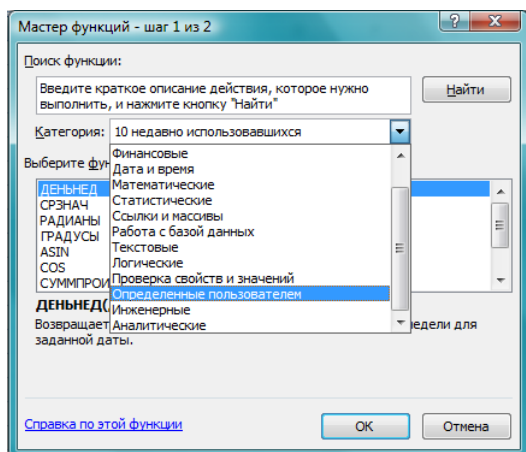 Мастер функций - шаг 1 из 2
Поиск функции:
Введите краткое описание действия, которое нужно
выполнить, и нажмите кнопку "Найти"
Найти
Категория: 10 недавно использовавшихся
Финансовые
Дата и время
Математические
Статистические
Ссылки и массивы
Работа с базой данных
Текстовые
Логические
Проверка свойств и значений
Определенные пользователем
Инженерные
Аналитические
Выберите
ДЕНЬНЕД
СРЗНАЧ
РАДИАНЫ
ГРАДУСЫ
ASIN
COS
СУММПРОИ
ДЕНЬНЕД(
Возвращает едели для
заданной даты.
Справка по этой функции
ОК
Отмена